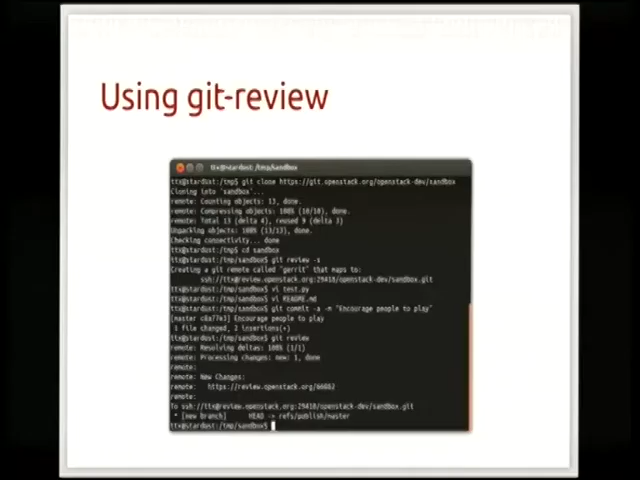 Using git-review
ttx@stardust:/tmp/sandbox
ttx@stardust:/tmp$ git clone https://git.openstack.org/openstack-dev/sandbox
Cloning into 'sandbox'...
remote: Counting objects: 13, done.
remote: Compressing objects: 100% (10/10), done.
remote: Total 13 (delta 4), reused 9 (delta 3)
Unpacking objects: 100% (13/13), done.
Checking connectivity... done
ttx@stardust:/tmp$ cd sandbox
ttx@stardust:/tmp/sandbox$ git review -s
Creating a git remote called "gerrit" that maps to:
ssh://ttx@review.openstack.org:29418/openstack-dev/sandbox.git
ttx@stardust:/tmp/sandbox$ vi test.py
ttx@stardust:/tmp/sandbox$ vi README.md
ttx@stardust:/tmp/sandbox$ git commit -a -m "Encourage people to play"
[master c8a77e3] Encourage people to play
1 file changed, 2 insertions(+)
ttx@stardust:/tmp/sandbox$ git review
remote: Resolving deltas: 100% (1/1)
remote: Processing changes: new: 1, done
remote:
remote: New Changes:
remote: https://review.openstack.org/66802
remote:
To ssh://ttx@review.openstack.org:29418/openstack-dev/sandbox.git
* [new branch] HEAD -> refs/publish/master
ttx@stardust:/tmp/sandbox$